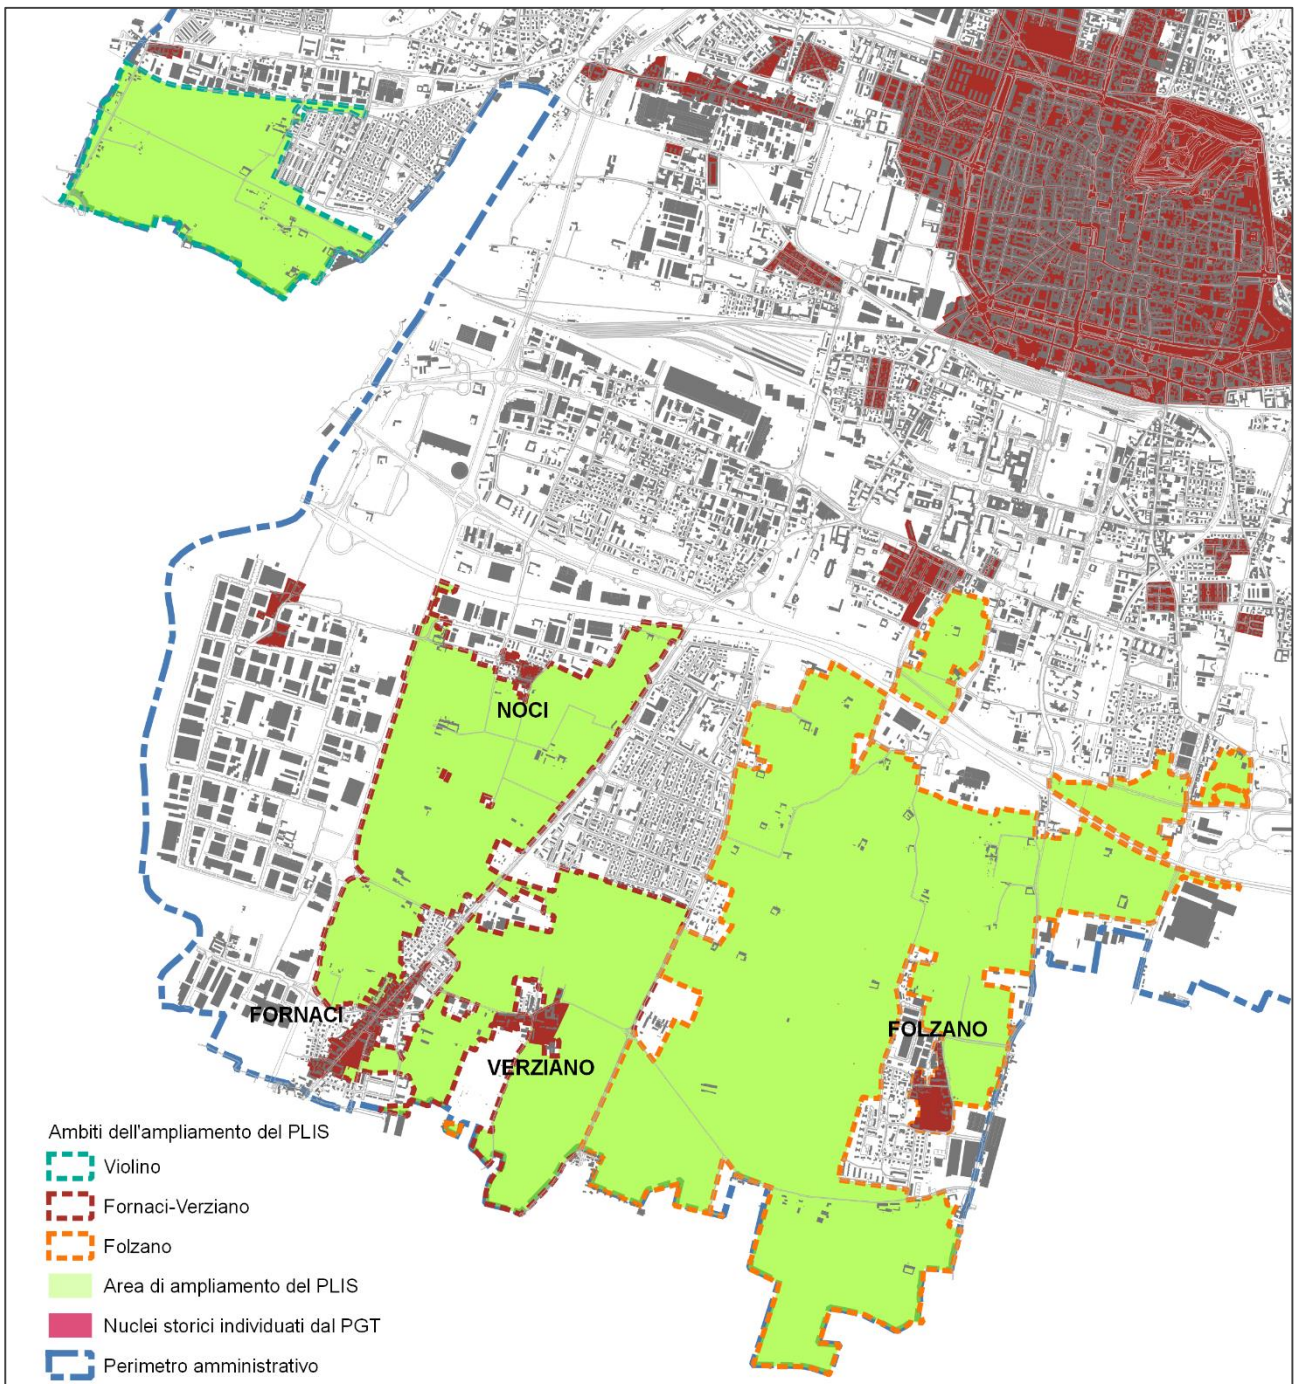 NOCI
FORNACI
FOLZANO
VERZIANO
Ambiti dell'ampliamento del PLIS
Violino
Fornaci-Verziano
Folzano
Area di ampliamento del PLIS
Nuclei storici individuati dal PGT
Perimetro amministrativo